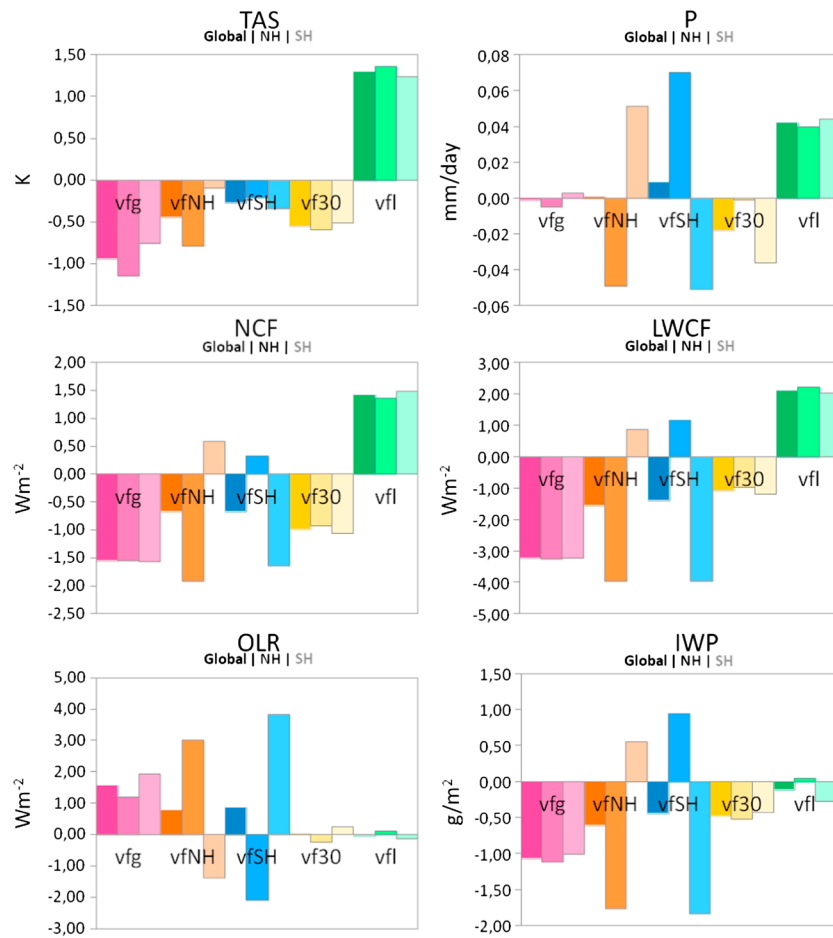 TAS
Global | NH | SH
1,50
1,00
0,50
0,00
-0,50
-1,00
-1,50
K
vfg vfNH vfSH vf30 vfl
P
Global | NH | SH
0,08
0,06
0,04
0,02
0,00
-0,02
-0,04
-0,06
mm/day
vfg vfNH vfSH vf30 vfl
NCF
Global | NH | SH
2,00
1,50
1,00
0,50
0,00
-0,50
-1,00
-1,50
-2,00
-2,50
Wm⁻²
vfg vfNH vfSH vf30 vfl
LWCF
Global | NH | SH
3,00
2,00
1,00
0,00
-1,00
-2,00
-3,00
-4,00
-5,00
Wm⁻²
vfg vfNH vfSH vf30 vfl
OLR
Global | NH | SH
5,00
4,00
3,00
2,00
1,00
0,00
-1,00
-2,00
-3,00
Wm⁻²
vfg vfNH vfSH vf30 vfl
IWP
Global | NH | SH
1,50
1,00
0,50
0,00
-0,50
-1,00
-1,50
-2,00
g/m²
vfg vfNH vfSH vf30 vfl